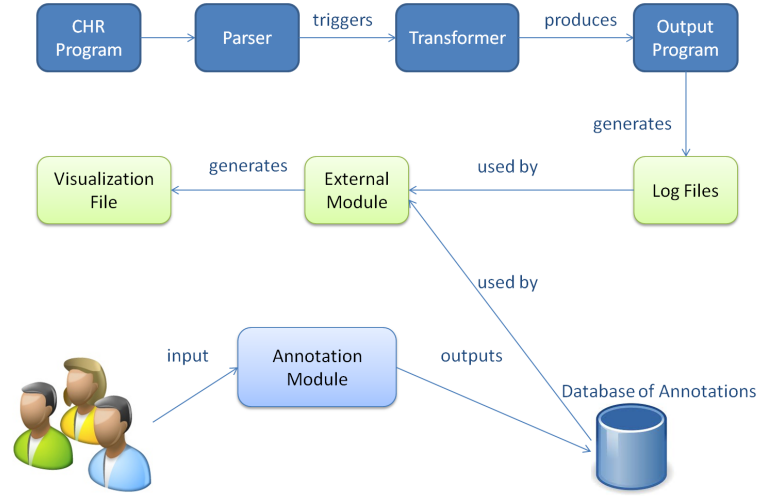 CHR
Program
Parser
triggers
Transformer
produces
Output
Program
generates
Visualization
File
generates
External
Module
used by
Log Files
used by
input
Annotation
Module
outputs
Database of Annotations